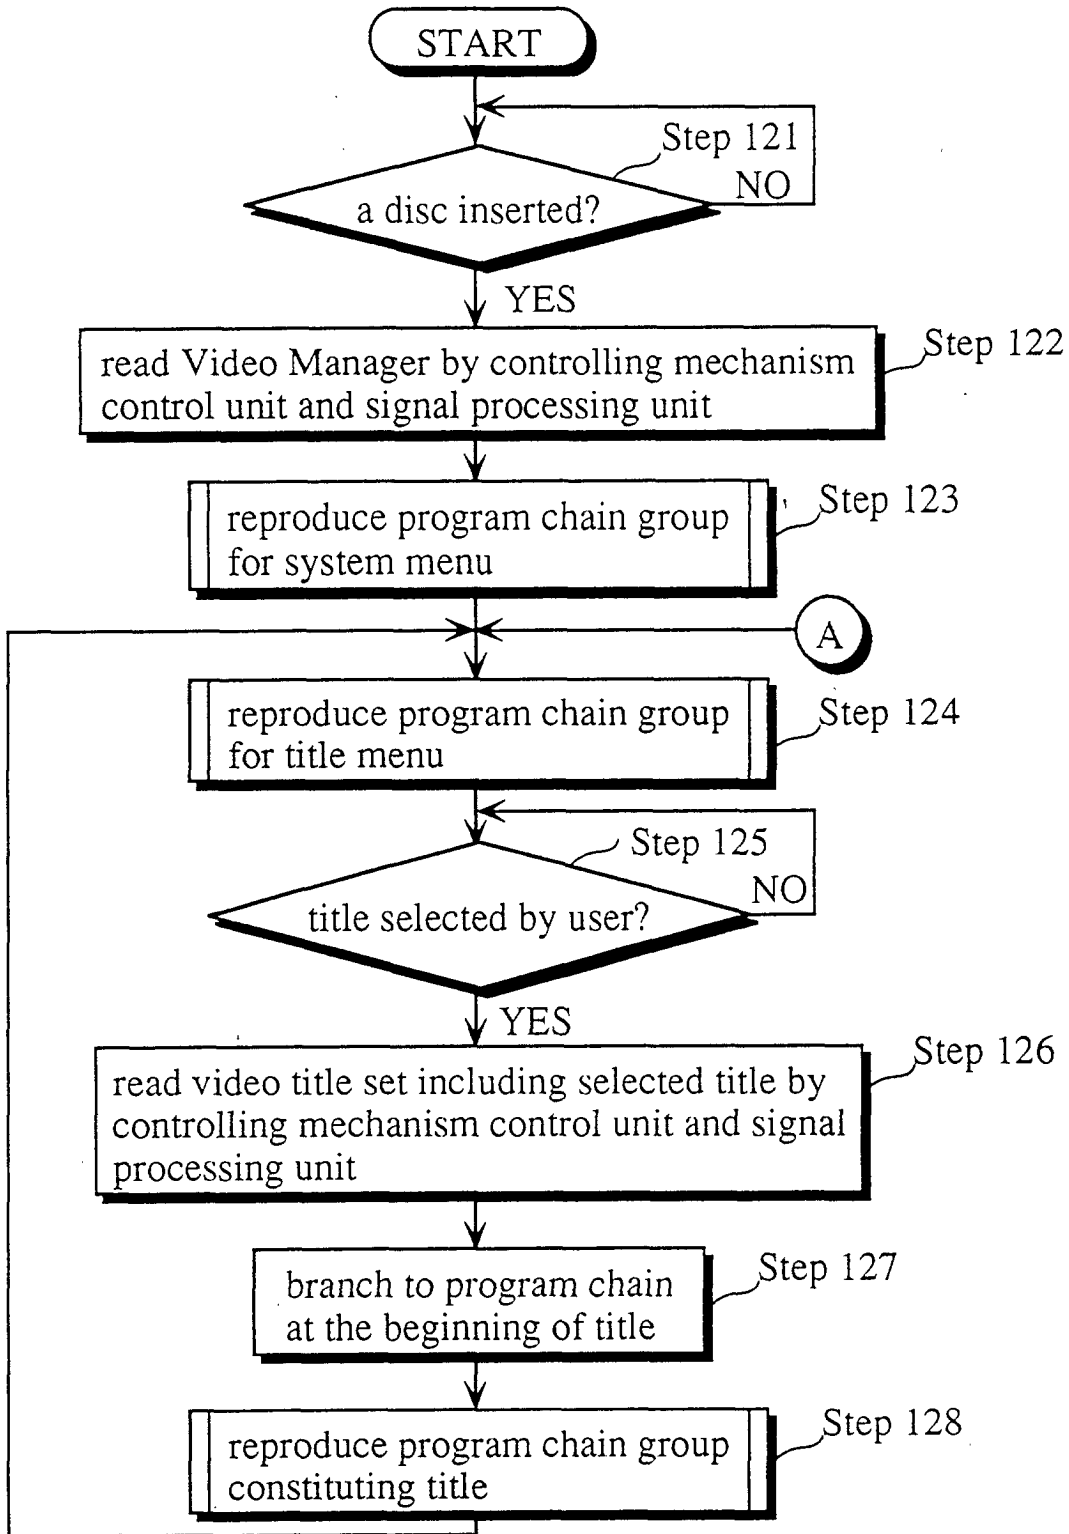 START
Step 121
NO
a disc inserted?
YES
Step 122
read Video Manager by controlling mechanism
control unit and signal processing unit
Step 123
reproduce program chain group
for system menu
A
Step 124
reproduce program chain group
for title menu
Step 125
NO
title selected by user?
YES
Step 126
read video title set including selected title by
controlling mechanism control unit and signal
processing unit
Step 127
branch to program chain
at the beginning of title
Step 128
reproduce program chain group
constituting title